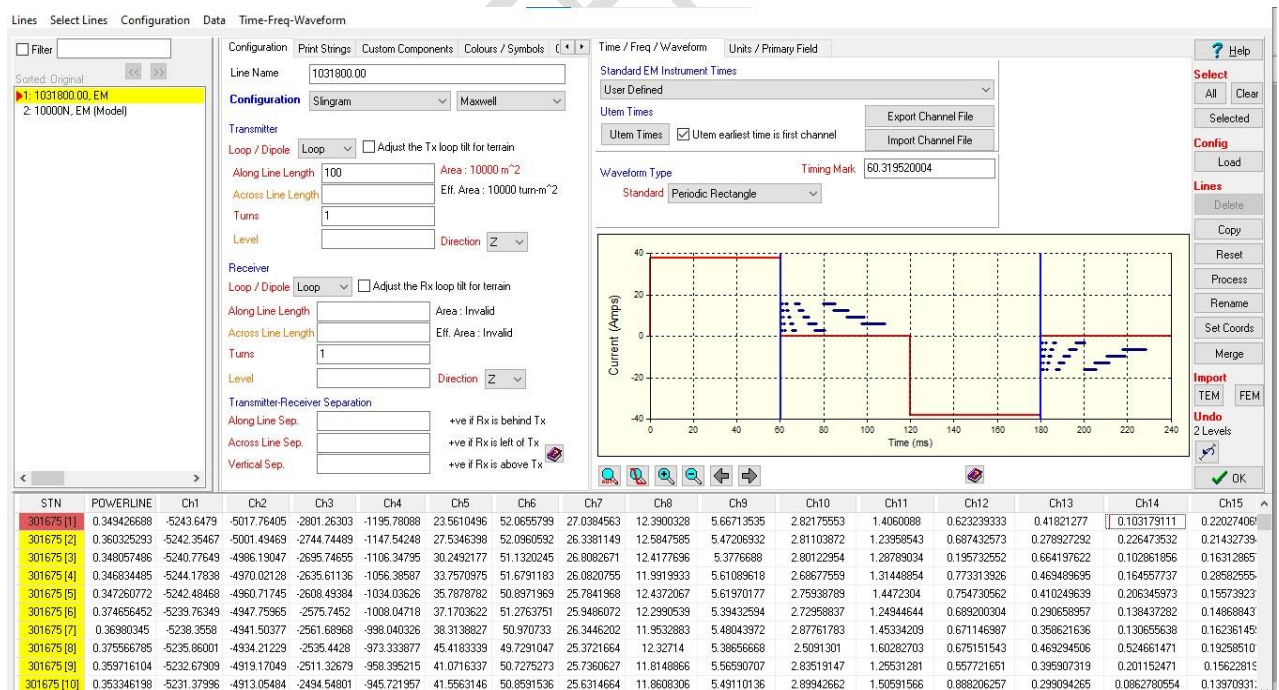 Lines Select Lines Configuration Data Time-Freq-Waveform
Filter
<< >>
Sorted: Original
1: 1031800.00, EM
2: 10000N, EM (Model)
Configuration Print Strings Custom Components Colours / Symbols
Line Name 1031800.00
Configuration Slingram Maxwell
Transmitter
Loop / Dipole Loop Adjust the Tx loop tilt for terrain
Along Line Length 100 Area : 10000 m^2
Across Line Length Eff. Area : 10000 turn-m^2
Turns 1
Level Direction Z
Receiver
Loop / Dipole Loop Adjust the Rx loop tilt for terrain
Along Line Length Area : Invalid
Across Line Length Eff. Area : Invalid
Turns 1
Level Direction Z
Transmitter-Receiver Separation
Along Line Sep. +ve if Rx is behind Tx
Across Line Sep. +ve if Rx is left of Tx
Vertical Sep. +ve if Rx is above Tx
Time / Freq / Waveform Units / Primary Field
Standard EM Instrument Times
User Defined
Utem Times Export Channel File
Utem Times Utem earliest time is first channel
Import Channel File
Waveform Type Timing Mark 60.319520004
Standard Periodic Rectangle
Current (Amps)
40
20
0
-20
-40
0 20 40 60 80 100 120 140 160 180 200 220 240
Time (ms)
? Help
Select
All Clear
Selected
Config
Load
Lines
Delete
Copy
Reset
Process
Rename
Set Coords
Merge
Import
TEM FEM
Undo
2 Levels
OK
STN POWERLINE Ch1 Ch2 Ch3 Ch4 Ch5 Ch6 Ch7 Ch8 Ch9 Ch10 Ch11 Ch12 Ch13 Ch14 Ch15
301675 [1] 0.349426688 -5243.6479 -5017.76405 -2801.26303 -1195.78088 23.5610496 52.0655799 27.0384563 12.3900328 5.66713535 2.82175553 1.4060088 0.623239333 0.41821277 0.103179111
301675 [2] 0.360325293 -5242.35467 -5001.49469 -2744.74489 -1147.54248 27.5346398 52.0960592 26.3381149 12.5847585 5.47206932 2.81103872 1.23958543 0.687432573 0.278927292 0.226473532 0.21432739
301675 [3] 0.348057486 -5240.77649 -4986.19047 -2695.74655 -1106.34795 30.2492177 51.1320245 26.8082671 12.4177696 5.3776861 2.80122954 1.28789034 0.195732552 0.664197622 0.102861856 0.16312865
301675 [4] 0.346834485 -5244.17838 -4970.02128 -2635.61136 -1056.38587 33.7570975 51.6791183 26.0820755 11.9919933 5.61089618 2.68677559 1.31448854 0.773313926 0.469489695 0.164557737 0.28582555
301675 [5] 0.347260772 -5242.48468 -4960.71745 -2608.49384 -1034.03626 35.7878782 50.8971969 25.7841968 12.4372067 5.61970177 2.75938789 1.4472304 0.754730562 0.410249639 0.206345973 0.15573923
301675 [6] 0.374656452 -5239.76349 -4947.75965 -2575.7452 -1008.04718 37.1703622 51.2763751 25.9486072 12.2990539 5.39432594 2.72958837 1.24944644 0.689200304 0.290658957 0.138437282 0.14868843
301675 [7] 0.36980345 -5238.3558 -4941.50377 -2561.68968 -998.040326 38.3138827 50.970733 26.3446202 11.9532883 5.48043972 2.87761783 1.45334209 0.671146987 0.358621636 0.130655638 0.16236145
301675 [8] 0.375566785 -5235.86001 -4934.21229 -2535.4428 -973.333877 45.4183339 49.7291047 25.3721664 12.32714 5.38656668 2.5091301 1.60282703 0.675151543 0.469294506 0.524661471 0.19258510
301675 [9] 0.359716104 -5232.67909 -4919.17049 -2511.32679 -958.395215 41.0716337 50.7275273 25.7360627 11.8148866 5.56590707 2.83519147 1.25531281 0.557721651 0.395907319 0.201152471 0.1562281
301675 [10] 0.353346198 -5231.37996 -4913.05484 -2494.54801 -945.721957 41.5563146 50.8591536 25.6314664 11.8608306 5.49110136 2.89942662 1.50591566 0.888206257 0.299094265 0.0862780554 0.13970931